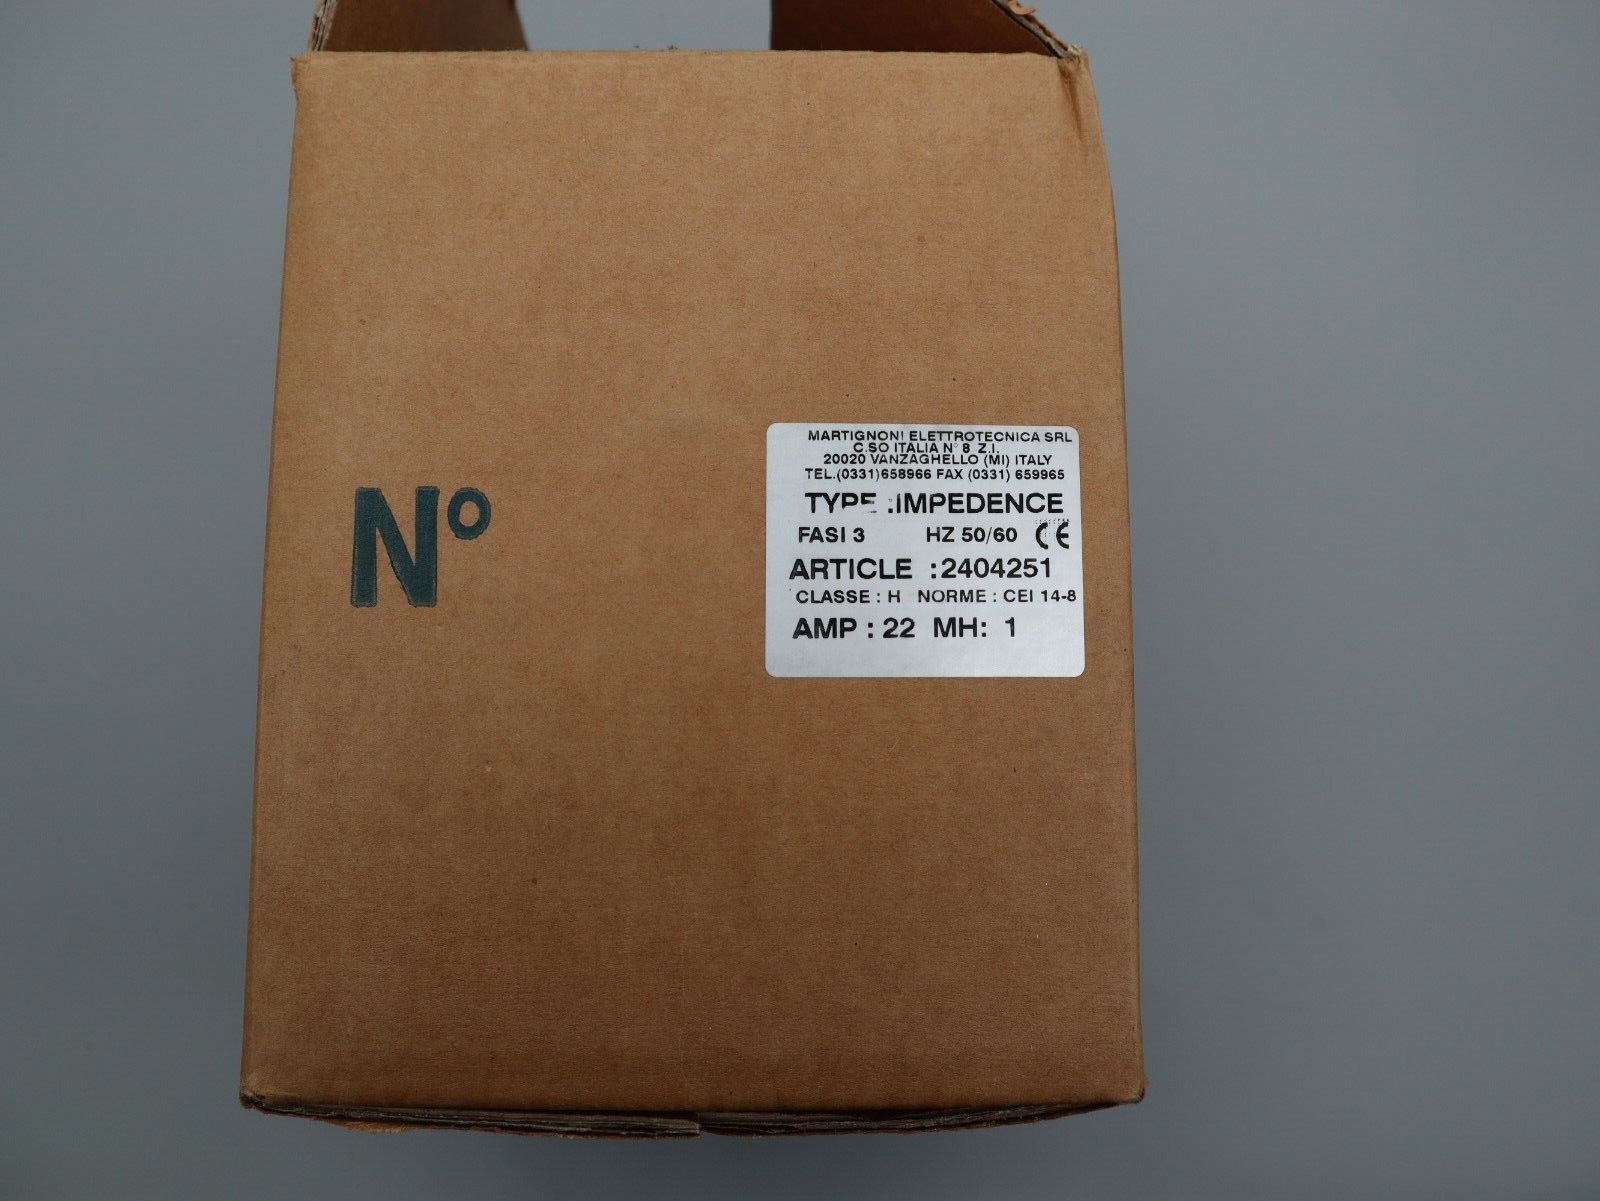 N°
MARTIGNONI ELETTROTECNICA SRL
C.SO ITALIA N° 8 Z.I.
20020 VANZAGHELLO (MI) ITALY
TEL.(0331)658966 FAX (0331) 659965
TYPE :IMPEDENCE
FASI 3 HZ 50/60 CE
ARTICLE :2404251
CLASSE : H NORME : CEI 14-8
AMP : 22 MH: 1